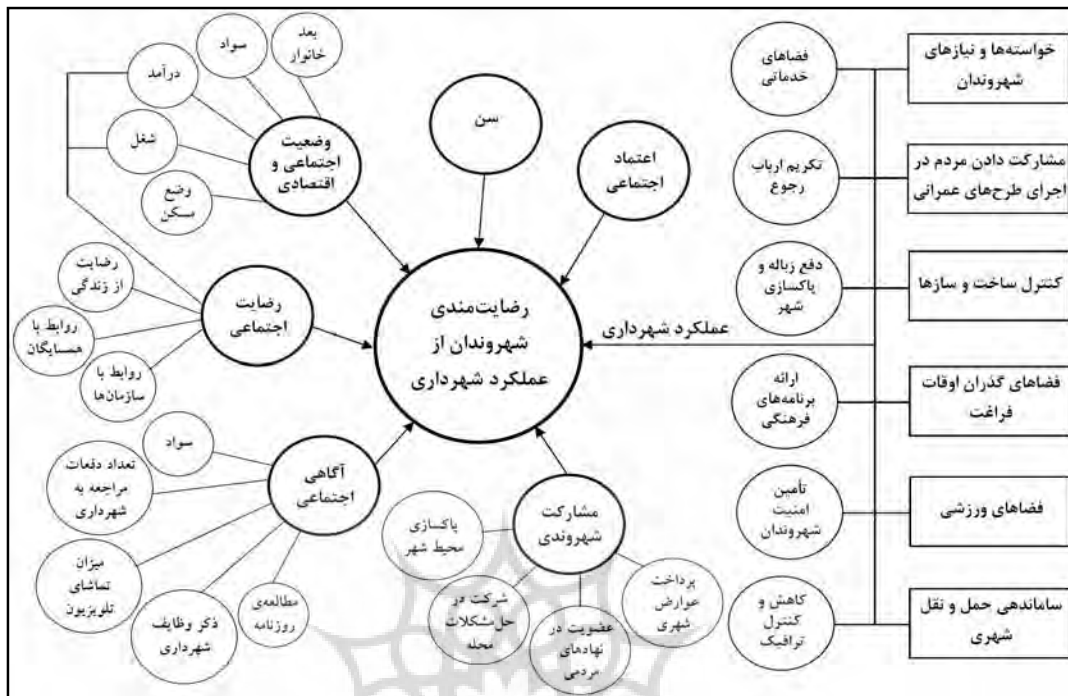 خواسته‌ها و نیازهای
شهروندان
مشارکت دادن مردم در
اجرای طرح‌های عمرانی
کنترل ساخت و سازها
فضاهای گذران اوقات
فراغت
فضاهای ورزشی
ساماندهی حمل و نقل
شهری
فضاهای
خدماتی
تکریم ارباب
رجوع
دفع زباله و
پاکسازی
شهر
ارائه
برنامه‌های
فرهنگی
تأمین
امنیت
شهروندان
کاهش و
کنترل
ترافیک
عملکرد شهرداری
اعتماد
اجتماعی
سن
رضایت‌مندی
شهروندان از
عملکرد شهرداری
وضعیت
اجتماعی و
اقتصادی
بعد
خانوار
سواد
درآمد
شغل
وضع
مسکن
رضایت
اجتماعی
رضایت
از زندگی
روابط با
همسایگان
روابط با
سازمان‌ها
آگاهی
اجتماعی
سواد
تعداد دفعات
مراجعه به
شهرداری
میزان
تماشای
تلویزیون
ذکر وظایف
شهرداری
مطالعه‌ی
روزنامه
مشارکت
شهروندی
پاکسازی
محیط شهر
شرکت در
حل مشکلات
محله
عضویت در
نهادهای
مردمی
پرداخت
عوارض
شهری